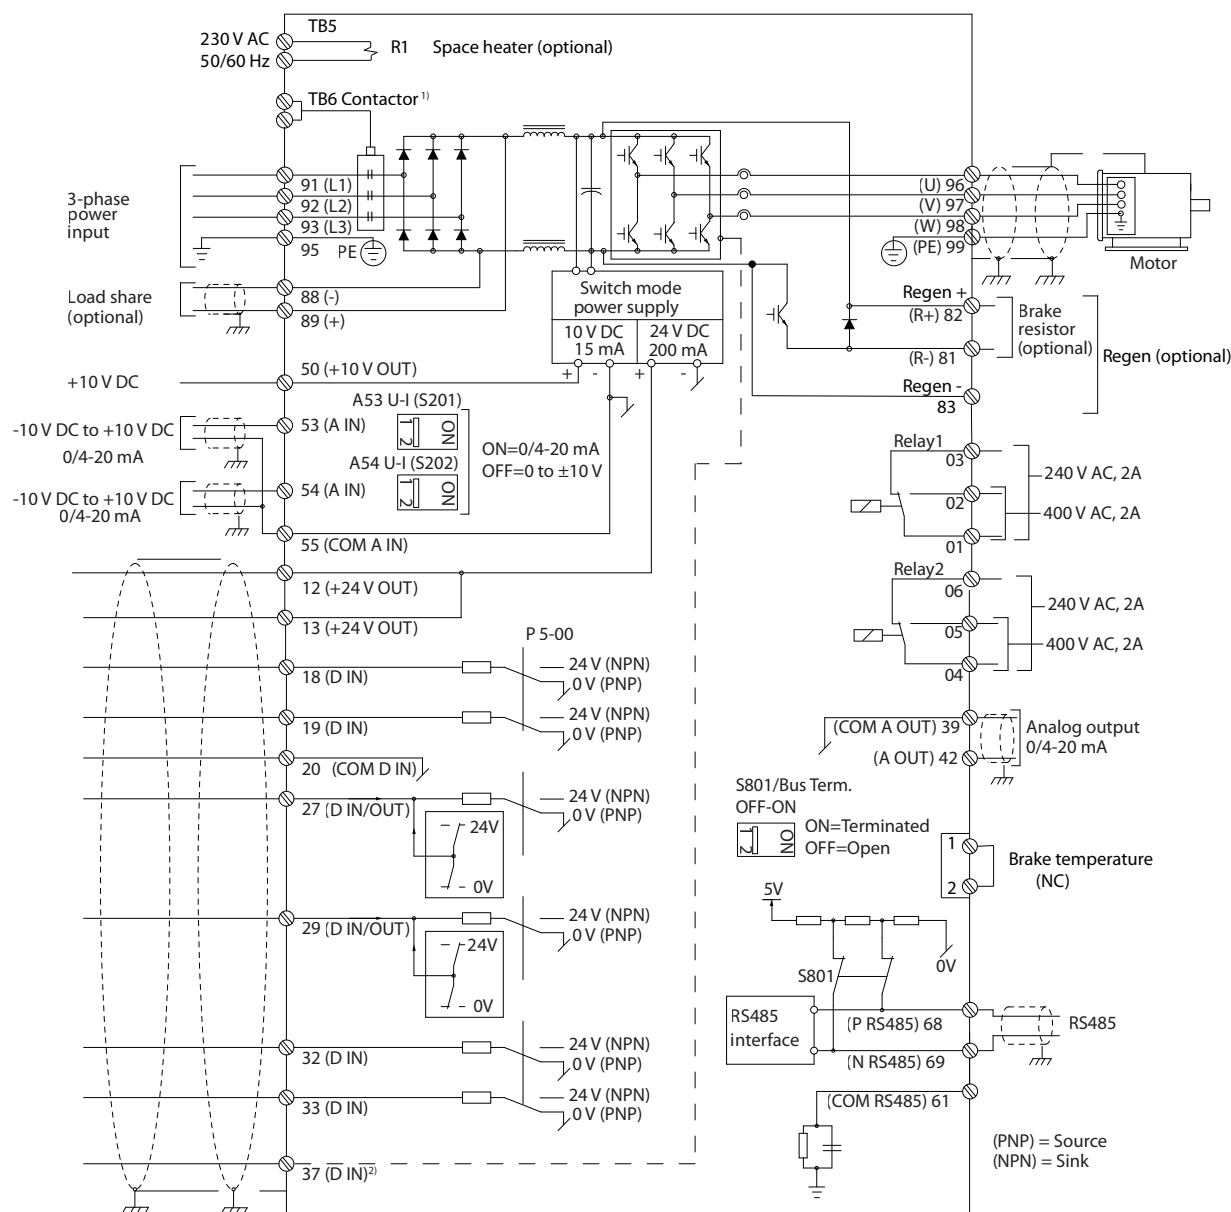 TB5
230 V AC
50/60 Hz
R1
Space heater (optional)
TB6 Contactor 1)
3-phase
power
input
91 (L1)
92 (L2)
93 (L3)
95
PE
Load share
(optional)
88 (-)
89 (+)
+10 V DC
50 (+10 V OUT)
Switch mode
power supply
10 V DC
15 mA
24 V DC
200 mA
+ - + -
-10 V DC to +10 V DC
0/4-20 mA
53 (A IN)
A53 U-I (S201)
1 2
ON
A54 U-I (S202)
1 2
ON
ON=0/4-20 mA
OFF=0 to ±10 V
-10 V DC to +10 V DC
0/4-20 mA
54 (A IN)
55 (COM A IN)
12 (+24 V OUT)
13 (+24 V OUT)
P 5-00
18 (D IN)
24 V (NPN)
0 V (PNP)
19 (D IN)
24 V (NPN)
0 V (PNP)
20 (COM D IN)
27 (D IN/OUT)
24 V (NPN)
0 V (PNP)
24V
0V
29 (D IN/OUT)
24 V (NPN)
0 V (PNP)
24V
0V
32 (D IN)
24 V (NPN)
0 V (PNP)
33 (D IN)
24 V (NPN)
0 V (PNP)
37 (D IN) 2)
(U) 96
(V) 97
(W) 98
(PE) 99
Motor
Regen +
(R+) 82
Brake
resistor
(optional)
Regen (optional)
(R-) 81
Regen -
83
Relay1
03
240 V AC, 2A
02
400 V AC, 2A
01
Relay2
06
240 V AC, 2A
05
400 V AC, 2A
04
(COM A OUT) 39
(A OUT) 42
Analog output
0/4-20 mA
S801/Bus Term.
OFF-ON
1 2
ON
ON=Terminated
OFF=Open
1
2
Brake temperature
(NC)
5V
0V
S801
RS485
interface
(P RS485) 68
(N RS485) 69
RS485
(COM RS485) 61
(PNP) = Source
(NPN) = Sink